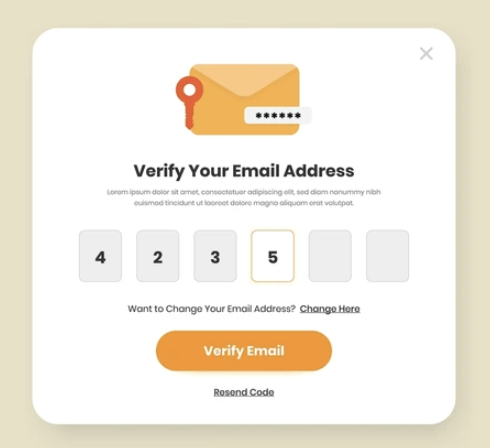 ******
Verify Your Email Address
Lorem ipsum dolor sit amet, consectetuer adipiscing elit, sed diam nonummy nibh
euismod tincidunt ut laoreet dolore magna aliquam erat volutpat.
4 2 3 5
Want to Change Your Email Address? Change Here
Verify Email
Resend Code